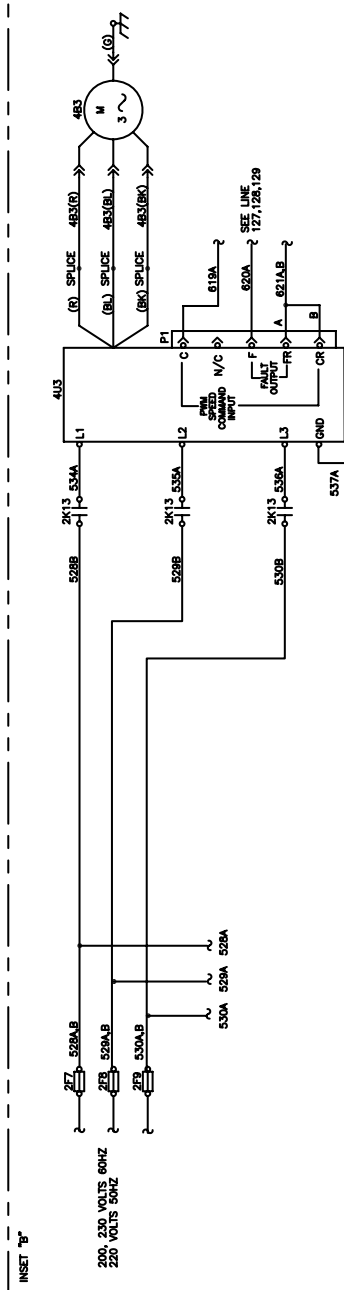 INSET "B"
200, 230 VOLTS 60HZ
220 VOLTS 50HZ
2F7
2F8
2F9
528A,B
529A,B
530A,B
528A
529A
530A
528B
529B
530B
2K13
2K13
2K13
534A
535A
536A
537A
4U3
L1
L2
L3
GND
PWM
SPEED
COMMAND
INPUT
FAULT
OUTPUT
P1
C
N/C
F
FR
CR
A
B
619A
620A
621A,B
SEE LINE
127,128,129
(R) SPLICE 4B3(R)
(BL) SPLICE 4B3(BL)
(BK) SPLICE 4B3(BK)
4B3
M
3
(G)